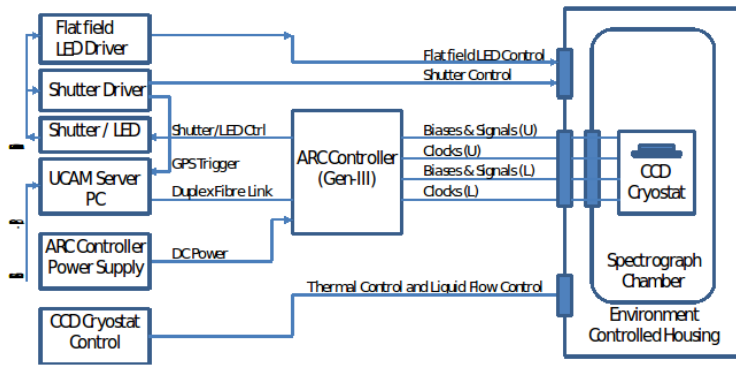 Flat field
LED Driver
Flat field LED Control
Shutter Driver
Shutter Control
Shutter / LED
Shutter/LED Ctrl
GPS Trigger
UCAM Server
PC
Duplex Fibre Link
ARC Controller
(Gen-III)
Biases & Signals (U)
Clocks (U)
Biases & Signals (L)
Clocks (L)
CCD
Cryostat
ARC Controller
Power Supply
DC Power
Spectrograph
Chamber
Thermal Control and Liquid Flow Control
CCD Cryostat
Control
Environment
Controlled Housing